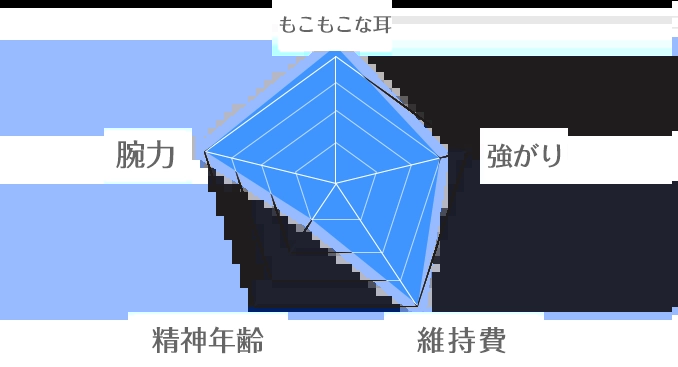 もこもこな耳
腕力
強がり
精神年齢
維持費